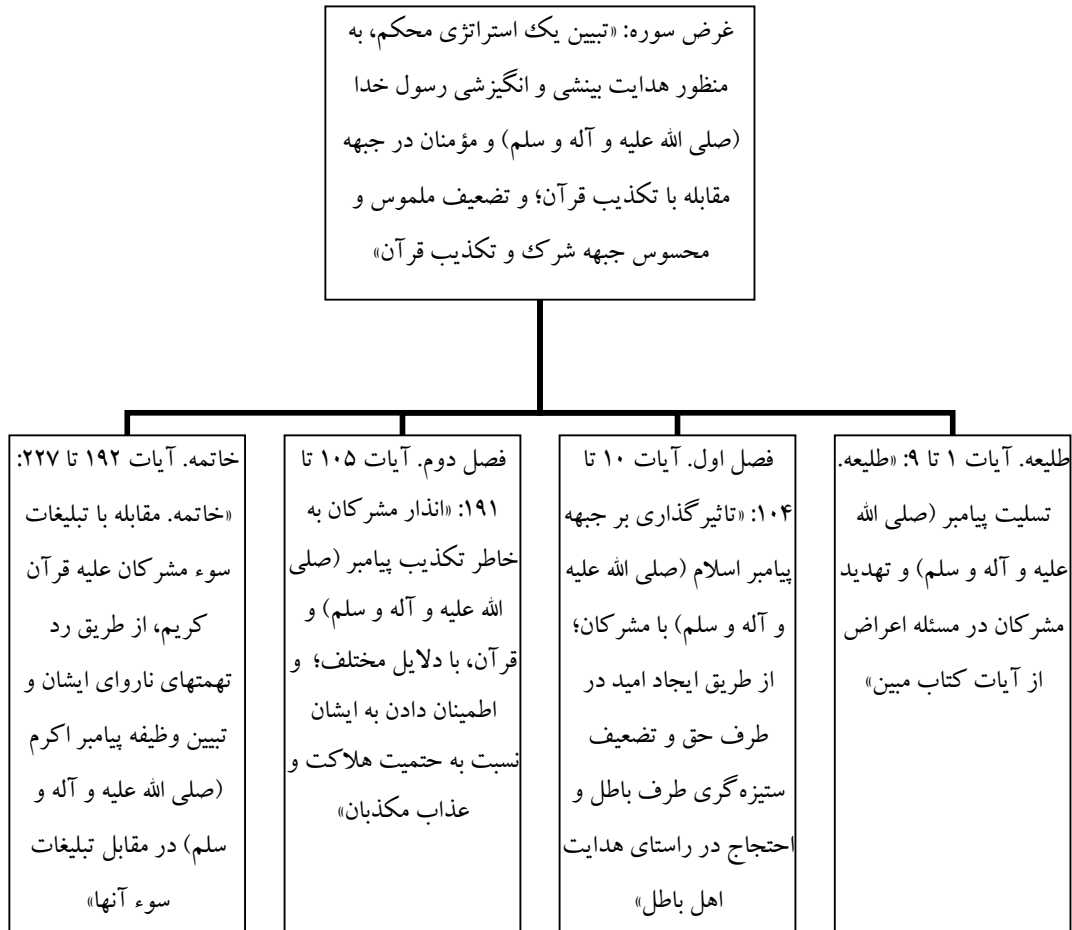 غرض سوره: «تبیین یک استراتژی محکم، به
منظور هدایت بینشی و انگیزشی رسول خدا
(صلی الله علیه و آله و سلم) و مؤمنان در جبهه
مقابله با تکذیب قرآن؛ و تضعیف ملموس و
محسوس جبهه شرک و تکذیب قرآن»
طلیعه. آیات ۱ تا ۹: «طلیعه.
تسلیت پیامبر (صلی الله
علیه و آله و سلم) و تهدید
مشرکان در مسئله اعراض
از آیات کتاب مبین»
فصل اول. آیات ۱۰ تا
۱۰۴: «تاثیرگذاری بر جبهه
پیامبر اسلام (صلی الله علیه
و آله و سلم) با مشرکان؛
از طریق ایجاد امید در
طرف حق و تضعیف
ستیزه‌گری طرف باطل و
احتجاج در راستای هدایت
اهل باطل»
فصل دوم. آیات ۱۰۵ تا
۱۹۱: «انذار مشرکان به
خاطر تکذیب پیامبر (صلی
الله علیه و آله و سلم) و
قرآن، با دلایل مختلف؛ و
اطمینان دادن به ایشان
نسبت به حتمیت هلاکت و
عذاب مکذبان»
خاتمه. آیات ۱۹۲ تا ۲۲۷:
«خاتمه. مقابله با تبلیغات
سوء مشرکان علیه قرآن
کریم، از طریق رد
تهمتهای ناروای ایشان و
تبیین وظیفه پیامبر اکرم
(صلی الله علیه و آله و
سلم) در مقابل تبلیغات
سوء آنها»